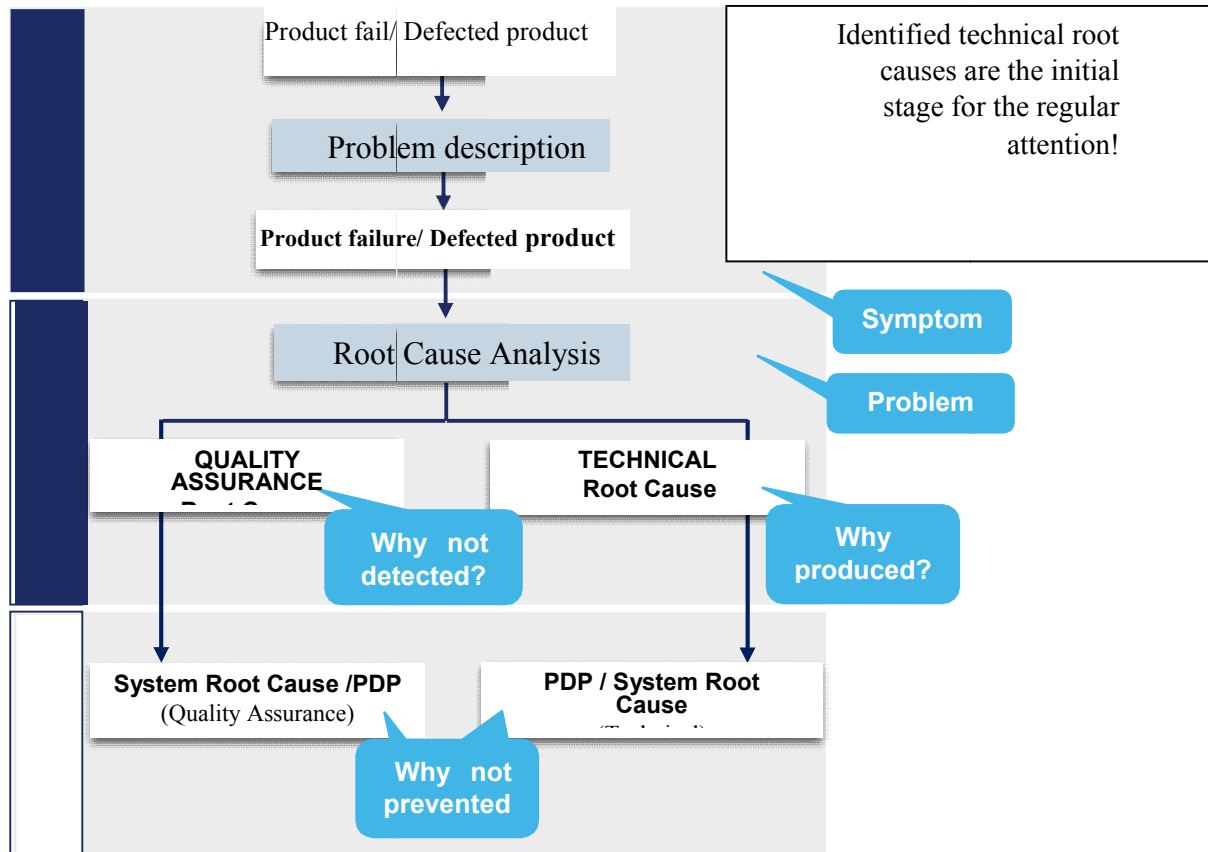 Product fail/ Defected product
Identified technical root
causes are the initial
stage for the regular
attention!
Problem description
Product failure/ Defected product
Symptom
Root Cause Analysis
Problem
QUALITY
ASSURANCE
TECHNICAL
Root Cause
Why not
detected?
Why
produced?
System Root Cause /PDP
(Quality Assurance)
PDP / System Root
Cause
Why not
prevented